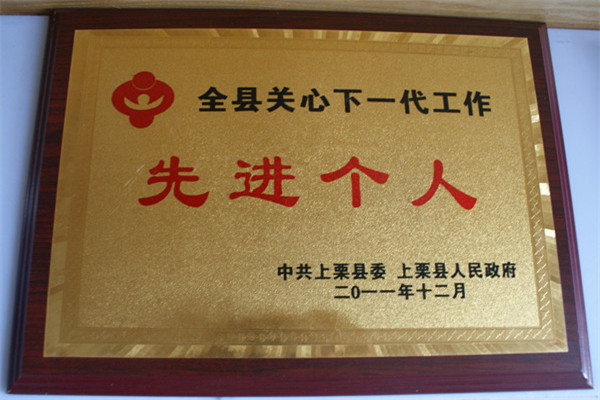 全县关心下一代工作
先进个人
中共上栗县委 上栗县人民政府
二0一一年十二月